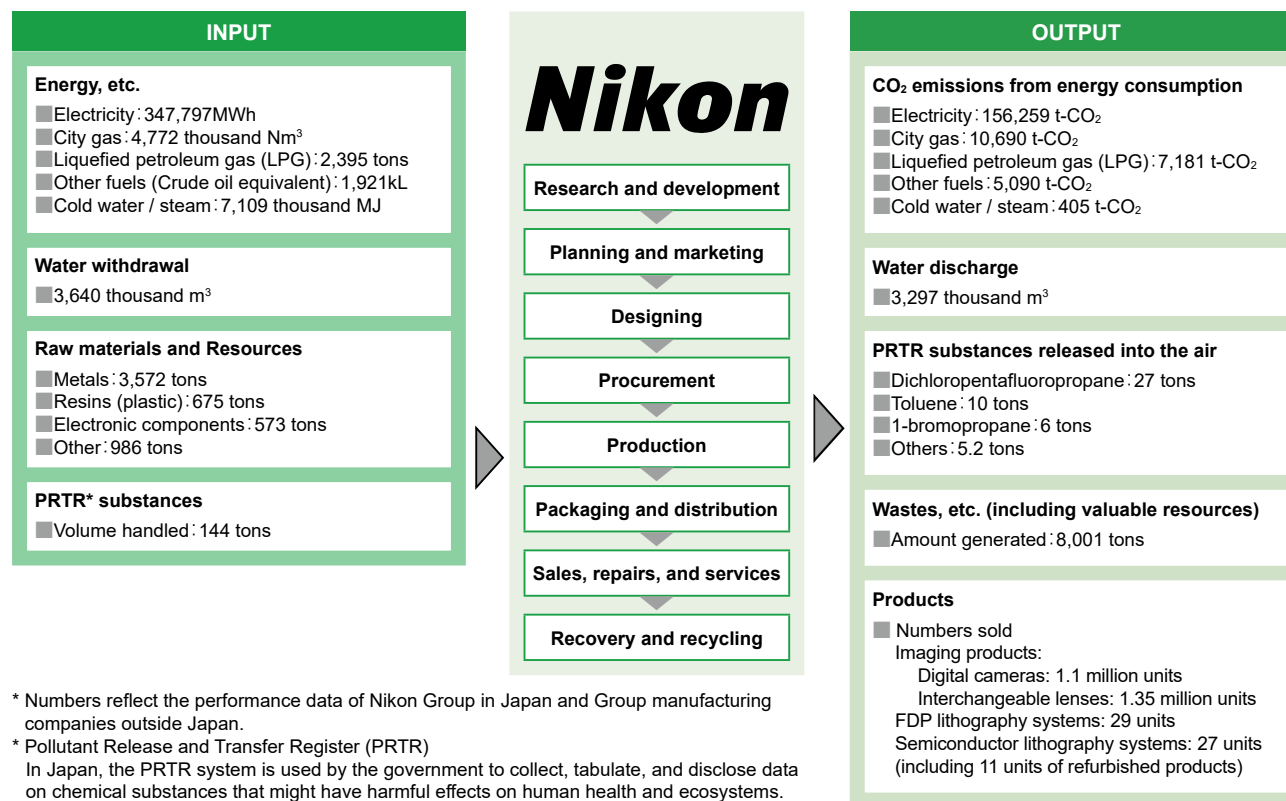 INPUT
Energy, etc.
■Electricity:347,797MWh
■City gas:4,772 thousand Nm³
■Liquefied petroleum gas (LPG):2,395 tons
■Other fuels (Crude oil equivalent):1,921kL
■Cold water / steam:7,109 thousand MJ
Water withdrawal
■3,640 thousand m³
Raw materials and Resources
■Metals:3,572 tons
■Resins (plastic):675 tons
■Electronic components:573 tons
■Other:986 tons
PRTR* substances
■Volume handled:144 tons
Nikon
Research and development
Planning and marketing
Designing
Procurement
Production
Packaging and distribution
Sales, repairs, and services
Recovery and recycling
OUTPUT
CO₂ emissions from energy consumption
■Electricity:156,259 t-CO₂
■City gas:10,690 t-CO₂
■Liquefied petroleum gas (LPG):7,181 t-CO₂
■Other fuels:5,090 t-CO₂
■Cold water / steam:405 t-CO₂
Water discharge
■3,297 thousand m³
PRTR substances released into the air
■Dichloropentafluoropropane:27 tons
■Toluene:10 tons
■1-bromopropane:6 tons
■Others:5.2 tons
Wastes, etc. (including valuable resources)
■Amount generated:8,001 tons
Products
■ Numbers sold
Imaging products:
Digital cameras: 1.1 million units
Interchangeable lenses: 1.35 million units
FDP lithography systems: 29 units
Semiconductor lithography systems: 27 units
(including 11 units of refurbished products)
* Numbers reflect the performance data of Nikon Group in Japan and Group manufacturing
companies outside Japan.
* Pollutant Release and Transfer Register (PRTR)
In Japan, the PRTR system is used by the government to collect, tabulate, and disclose data
on chemical substances that might have harmful effects on human health and ecosystems.